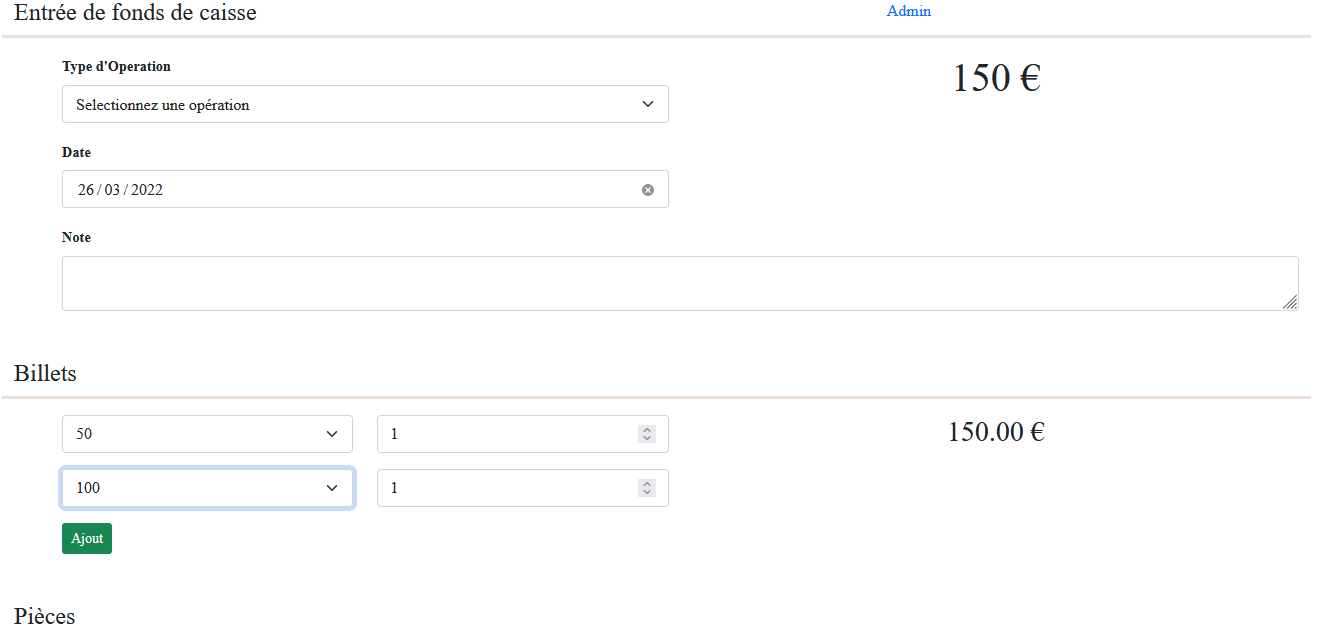 Entrée de fonds de caisse
Admin
Type d'Operation
150 €
Selectionnez une opération
Date
26 / 03 / 2022
Note
Billets
50
1
150.00 €
100
1
Ajout
Pièces